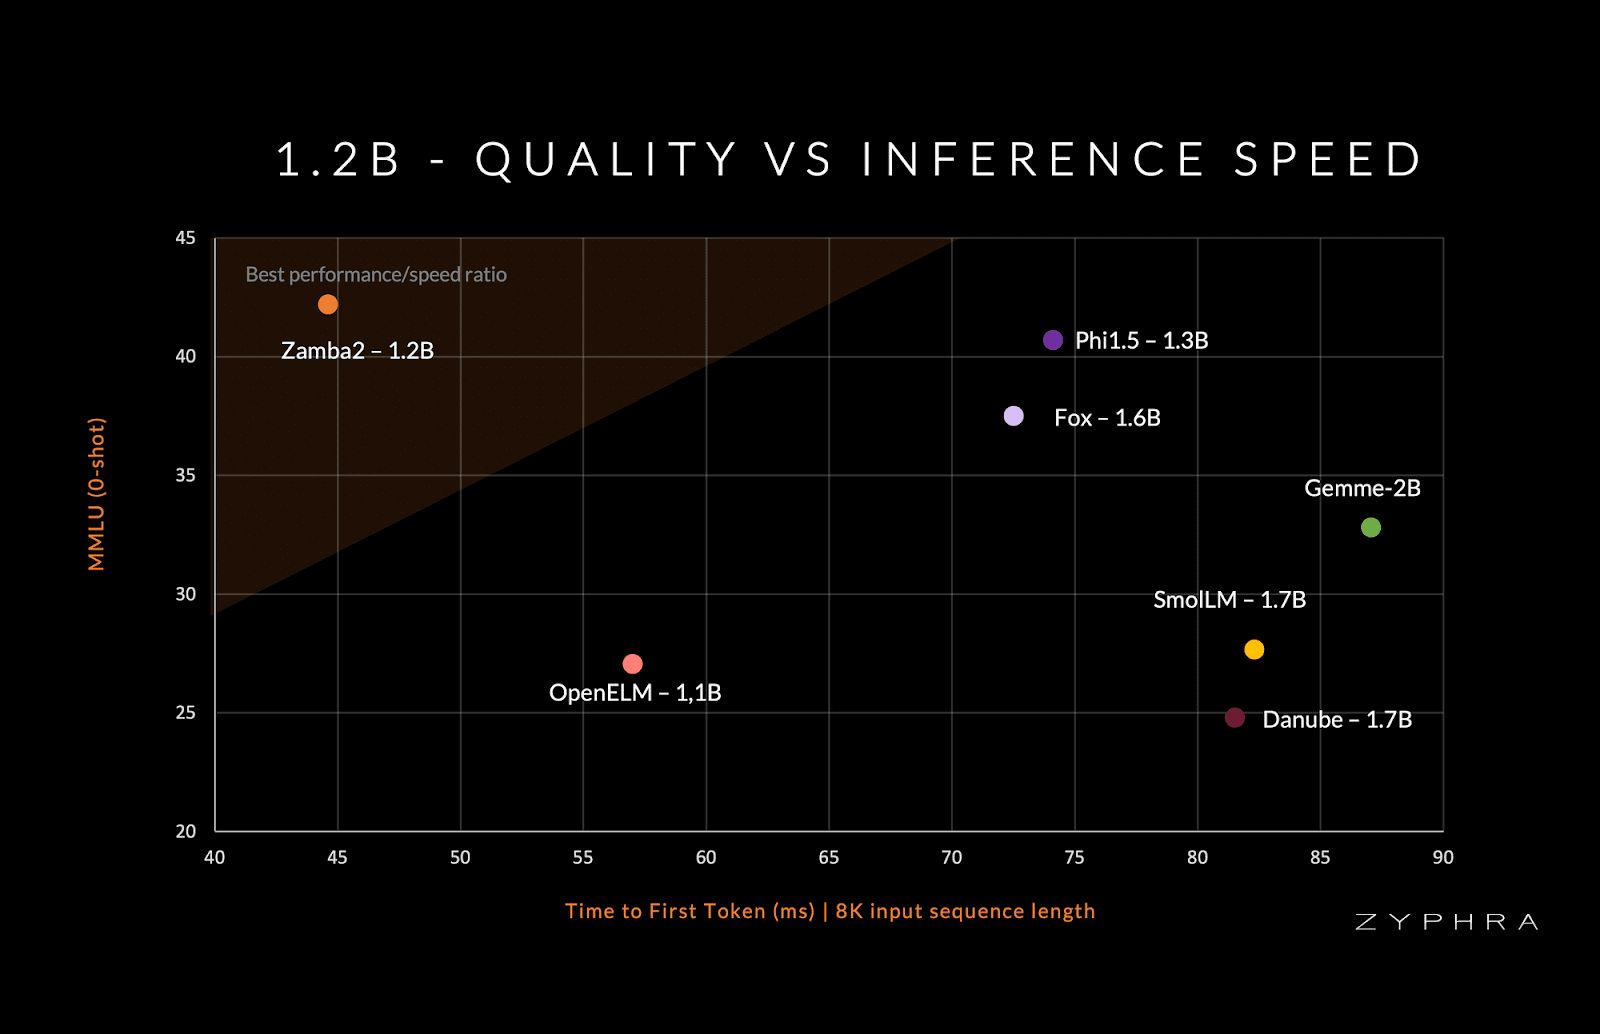 1.2B - QUALITY VS INFERENCE SPEED
45
Best performance/speed ratio
Zamba2 – 1.2B
Phi1.5 – 1.3B
40
Fox – 1.6B
MMLU (0-shot)
35
Gemme-2B
30
SmolLM – 1.7B
OpenELM – 1,1B
25
Danube – 1.7B
20
40 45 50 55 60 65 70 75 80 85 90
Time to First Token (ms) | 8K input sequence length
ZYPHRA